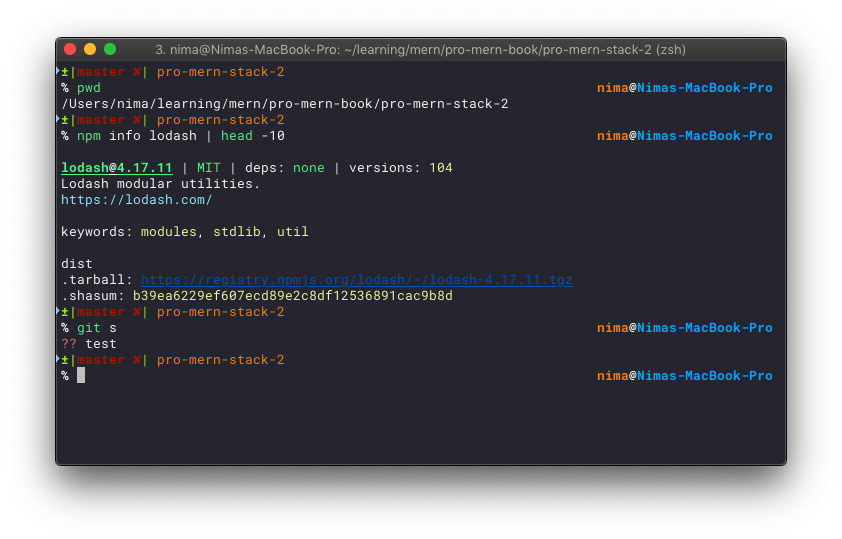 3. nima@Nimas-MacBook-Pro: ~/learning/mern/pro-mern-book/pro-mern-stack-2 (zsh)
±|master ✘| pro-mern-stack-2
% pwd nima@Nimas-MacBook-Pro
/Users/nima/learning/mern/pro-mern-book/pro-mern-stack-2
±|master ✘| pro-mern-stack-2
% npm info lodash | head -10 nima@Nimas-MacBook-Pro
lodash@4.17.11 | MIT | deps: none | versions: 104
Lodash modular utilities.
https://lodash.com/
keywords: modules, stdlib, util
dist
.tarball: https://registry.npmjs.org/lodash/-/lodash-4.17.11.tgz
.shasum: b39ea6229ef607ecd89e2c8df12536891cac9b8d
±|master ✘| pro-mern-stack-2
% git s nima@Nimas-MacBook-Pro
?? test
±|master ✘| pro-mern-stack-2
% nima@Nimas-MacBook-Pro